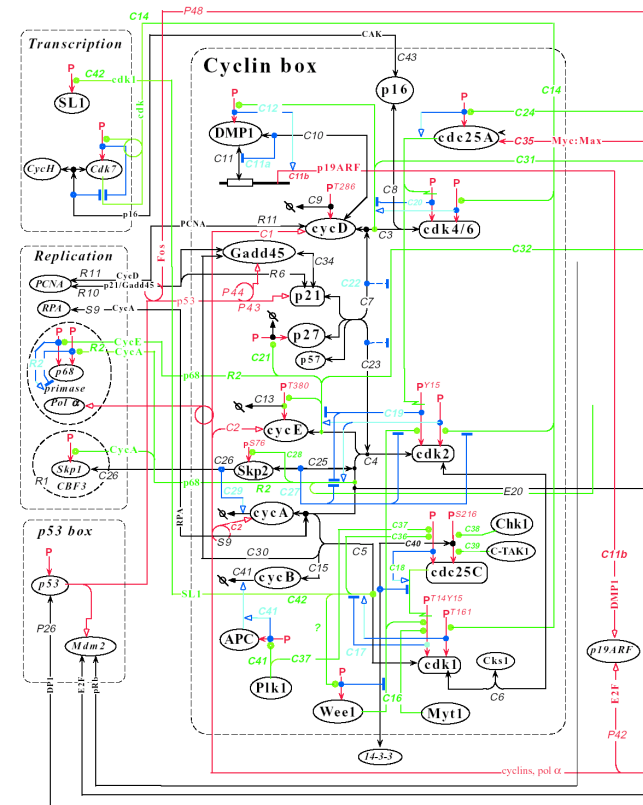 C14
P48
CAK
Transcription
C42
cdk1
P
SL1
cdk
P
CycH
Cdk7
p16
Cyclin box
C43
p16
P
C12
DMP1
C10
C11
C11a
C11b
p19ARF
C8
P
C24
cdc25A
C35
Myc:Max
C14
C31
P
P
C20
cdk4/6
C3
P
T286
C9
cycD
R11
PCNA
C1
Gadd45
C34
R6
P44
P43
p21
C22
C7
C32
Replication
R11
CycD
PCNA
R10
p21/Gadd45
Fos
p53
RPA
S9
CycA
P
P
CycE
R2
CycA
R2
p68
primase
Pol α
p68
R2
P
p27
C21
p57
C23
P
CycA
R1
Skp1
CBF3
C26
p68
P
T380
C13
C2
cycE
C19
P
Y15
P
cdk2
C4
P
S76
C26
Skp2
C28
C25
R2
C27
C29
E20
cycA
C2
S9
RPA
C30
C15
C5
C41
cycB
p53 box
p53
P26
Mdm2
DP1
E2F
pRb
SL1
C42
C37
C36
C40
P
P
S216
C38
C39
Chk1
C-TAK1
C18
cdc25C
C41
C41
APC
P
C41
C37
Plk1
?
P
T14Y15
P
T161
C17
cdk1
Cks1
C6
P
Wee1
C16
Myt1
14-3-3
C11b
DMP1
p19ARF
E2F
P42
cyclins, pol α